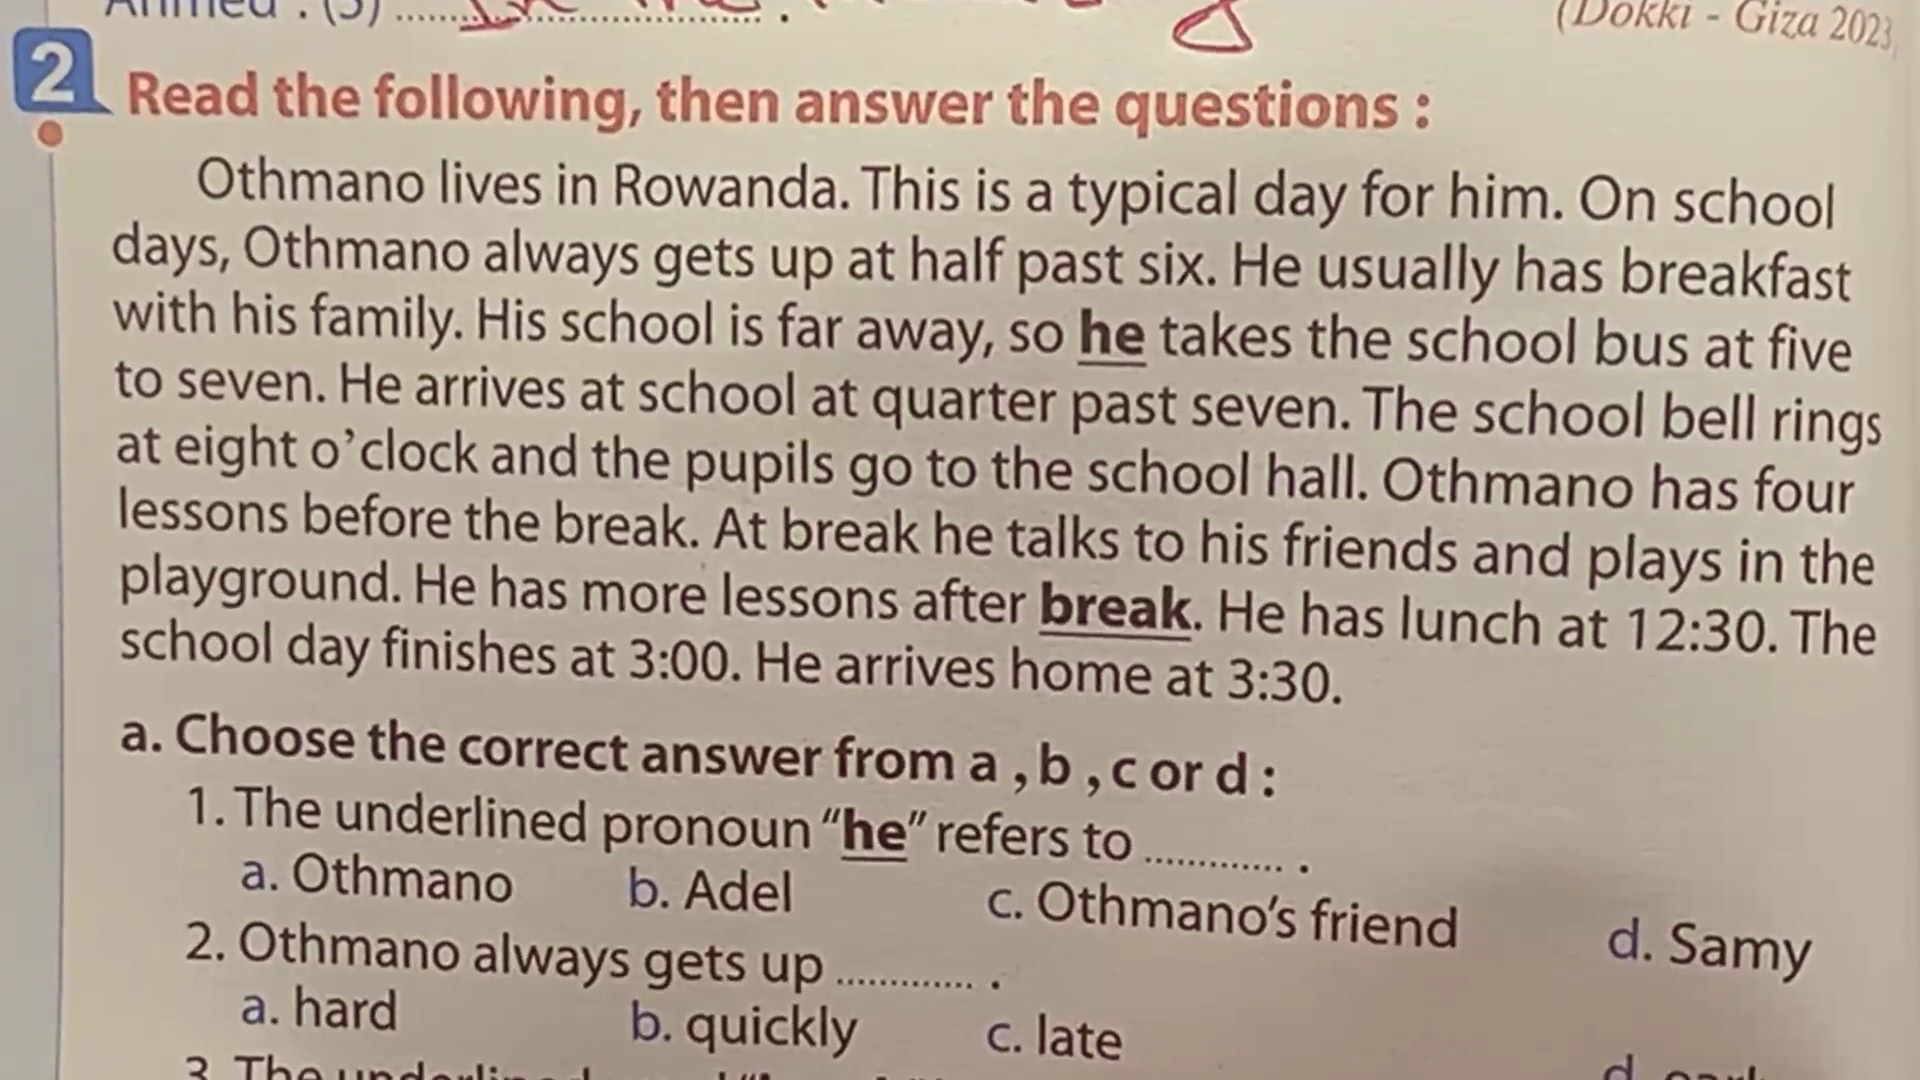 Ahmed : (3) .................... .
(Dokki - Giza 2023
2 Read the following, then answer the questions :
Othmano lives in Rowanda. This is a typical day for him. On school
days, Othmano always gets up at half past six. He usually has breakfast
with his family. His school is far away, so he takes the school bus at five
to seven. He arrives at school at quarter past seven. The school bell rings
at eight o’clock and the pupils go to the school hall. Othmano has four
lessons before the break. At break he talks to his friends and plays in the
playground. He has more lessons after break. He has lunch at 12:30. The
school day finishes at 3:00. He arrives home at 3:30.
a. Choose the correct answer from a , b , c or d :
1. The underlined pronoun “he” refers to ............. .
a. Othmano b. Adel c. Othmano’s friend d. Samy
2. Othmano always gets up ............. .
a. hard b. quickly c. late d.
3. The underlined